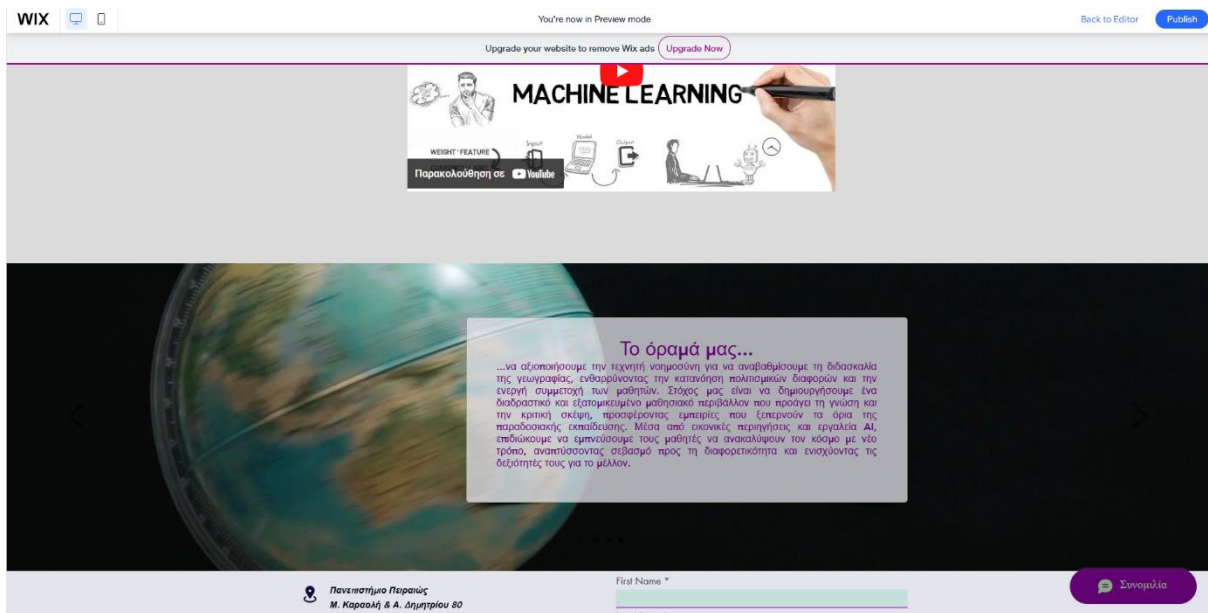 WIX
You're now in Preview mode
Back to Editor
Publish
Upgrade your website to remove Wix ads
Upgrade Now
MACHINE LEARNING
WEIGHT*FEATURE
Input
Model
Output
Παρακολούθηση σε YouTube
Το όραμά μας...
...να αξιοποιήσουμε την τεχνητή νοημοσύνη για να αναβαθμίσουμε τη διδασκαλία
της γεωγραφίας, ενθαρρύνοντας την κατανόηση πολιτισμικών διαφορών και την
ενεργή συμμετοχή των μαθητών. Στόχος μας είναι να δημιουργήσουμε ένα
διαδραστικό και εξατομικευμένο μαθησιακό περιβάλλον που προάγει τη γνώση και
την κριτική σκέψη, προσφέροντας εμπειρίες που ξεπερνούν τα όρια της
παραδοσιακής εκπαίδευσης. Μέσα από εικονικές περιηγήσεις και εργαλεία AI,
επιδιώκουμε να εμπνεύσουμε τους μαθητές να ανακαλύψουν τον κόσμο με νέο
τρόπο, αναπτύσσοντας σεβασμό προς τη διαφορετικότητα και ενισχύοντας τις
δεξιότητές τους για το μέλλον.
Πανεπιστήμιο Πειραιώς
Μ. Καραολή & Α. Δημητρίου 80
First Name *
Συνομιλία